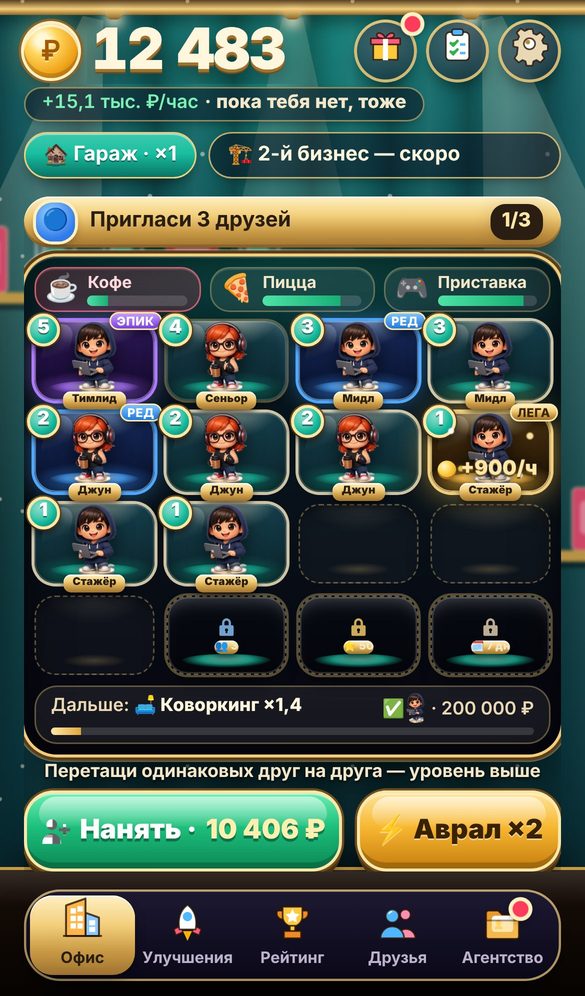 ₽ 12 483
+15,1 тыс. ₽/час · пока тебя нет, тоже
Гараж · ×1
2-й бизнес — скоро
Пригласи 3 друзей 1/3
Кофе
Пицца
Приставка
5 ЭПИК
4
3 РЕД
3
Тимлид
Сеньор
Мидл
Мидл
2 РЕД
2
2
1 ЛЕГА
+900/ч
Джун
Джун
Джун
Стажёр
1
1
Стажёр
Стажёр
Дальше: Коворкинг ×1,4
· 200 000 ₽
Перетащи одинаковых друг на друга — уровень выше
Нанять · 10 406 ₽
Аврал ×2
Офис
Улучшения
Рейтинг
Друзья
Агентство